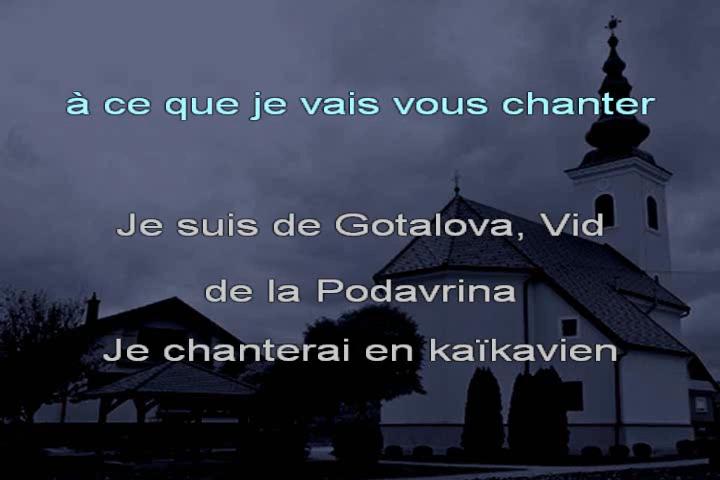 à ce que je vais vous chanter
Je suis de Gotalova, Vid
de la Podavrina
Je chanterai en kaïkavien